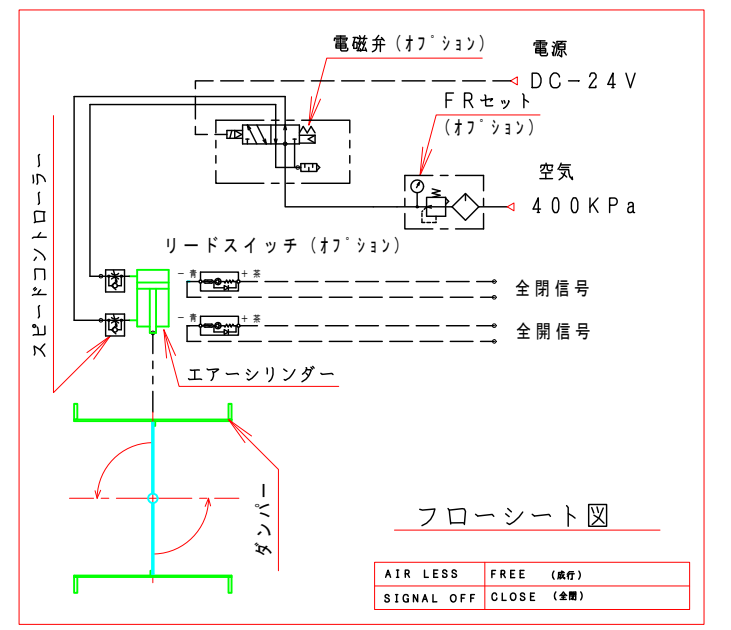 電磁弁(オプション)
電源
DC-24V
FRセット
(オプション)
空気
400KPa
スピードコントローラー
リードスイッチ(オプション)
- 青
+ 茶
全閉信号
- 青
+ 茶
全開信号
エアーシリンダー
ダンパー
フローシート図
AIR LESS FREE (成行)
SIGNAL OFF CLOSE (全閉)